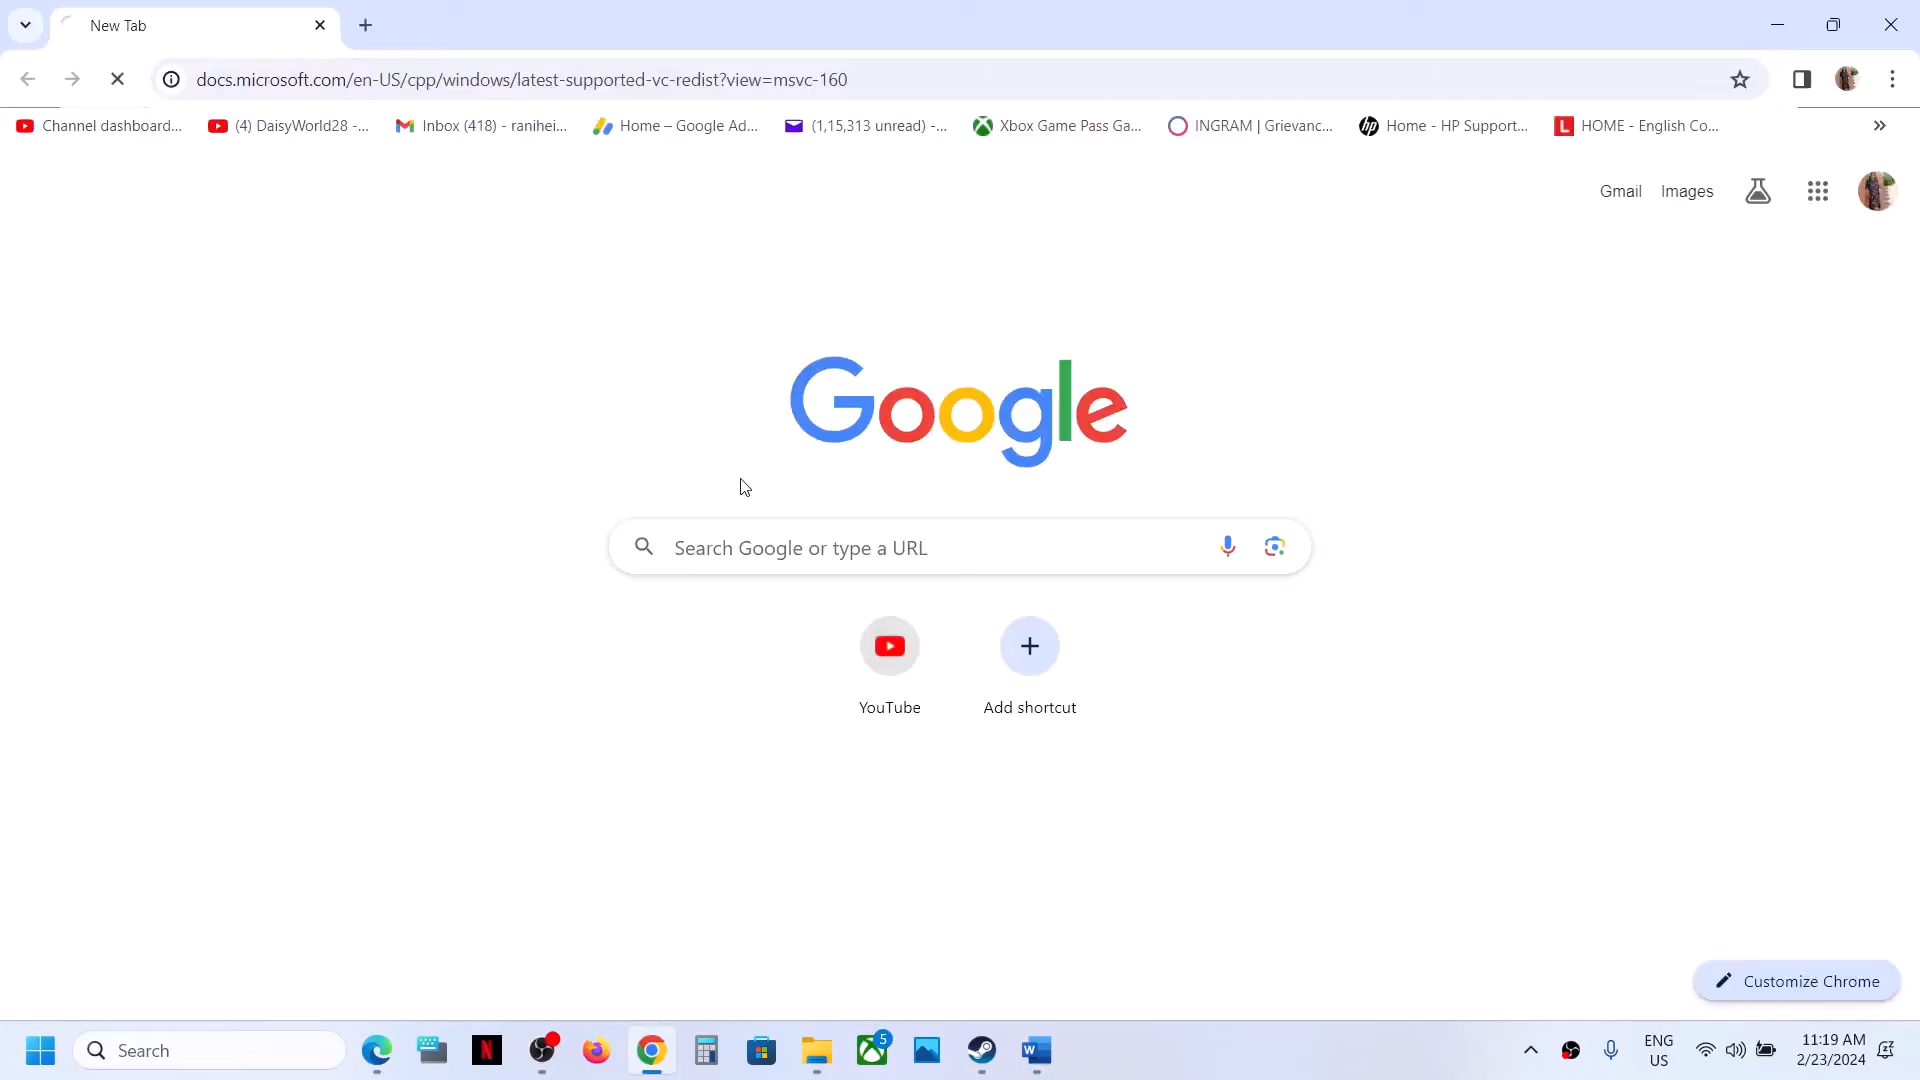 New Tab
docs.microsoft.com/en-US/cpp/windows/latest-supported-vc-redist?view=msvc-160
Channel dashboard...
(4) DaisyWorld28 -...
Inbox (418) - ranihei...
Home – Google Ad...
(1,15,313 unread) -...
Xbox Game Pass Ga...
INGRAM | Grievanc...
hp
Home - HP Support...
L
HOME - English Co...
Gmail
Images
Google
Search Google or type a URL
YouTube
Add shortcut
Customize Chrome
Search
N
5
W
ENG
US
11:19 AM
2/23/2024